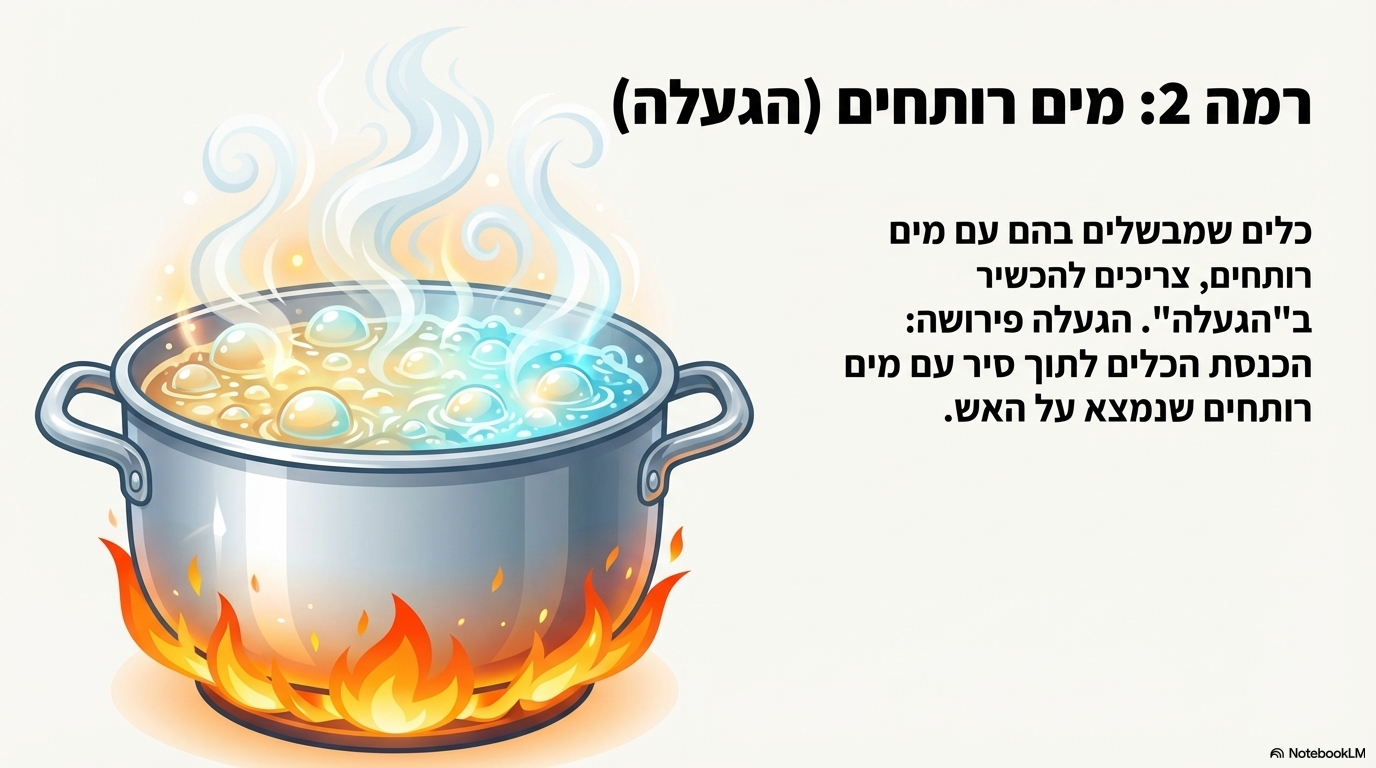 רמה 2: מים רותחים (הגעלה)
כלים שמבשלים בהם עם מים
רותחים, צריכים להכשיר
ב"הגעלה". הגעלה פירושה:
הכנסת הכלים לתוך סיר עם מים
רותחים שנמצא על האש.
NotebookLM